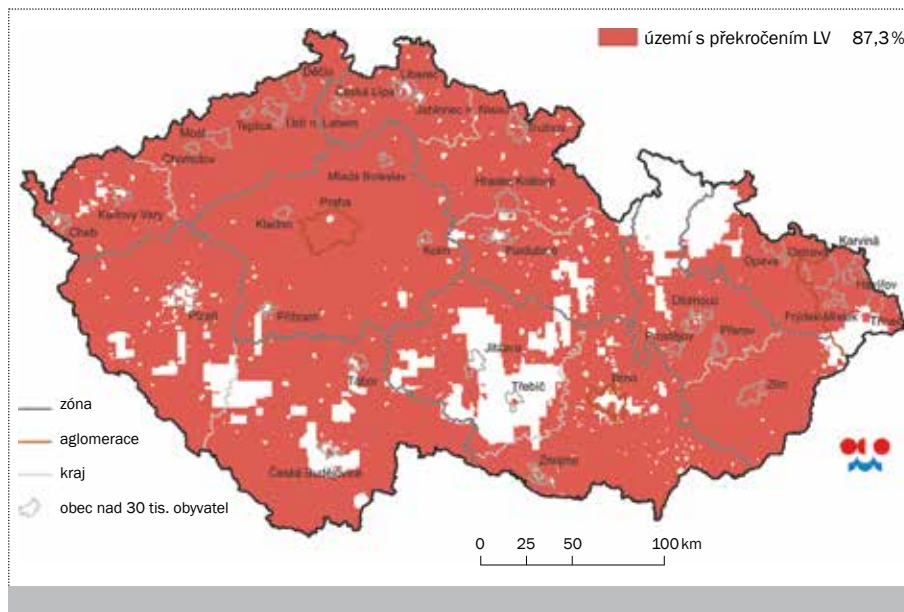 území s překročením LV 87,3 %
Děčín
Liberec
Česká Lípa
Jablonec n. Nisou
Ústí n. Labem
Teplice
Most
Trutnov
Chomutov
Mladá Boleslav
Hradec Králové
Karlovy Vary
Praha
Kladno
Cheb
Kolín
Pardubice
Karviná
Opava
Ostrava
Havířov
Olomouc
Frýdek-Místek
Plzeň
Příbram
Prostějov
Přerov
Jihlava
Tábor
Třebíč
Brno
Zlín
zóna
aglomerace
České Budějovice
Znojmo
kraj
obec nad 30 tis. obyvatel
0 25 50 100 km